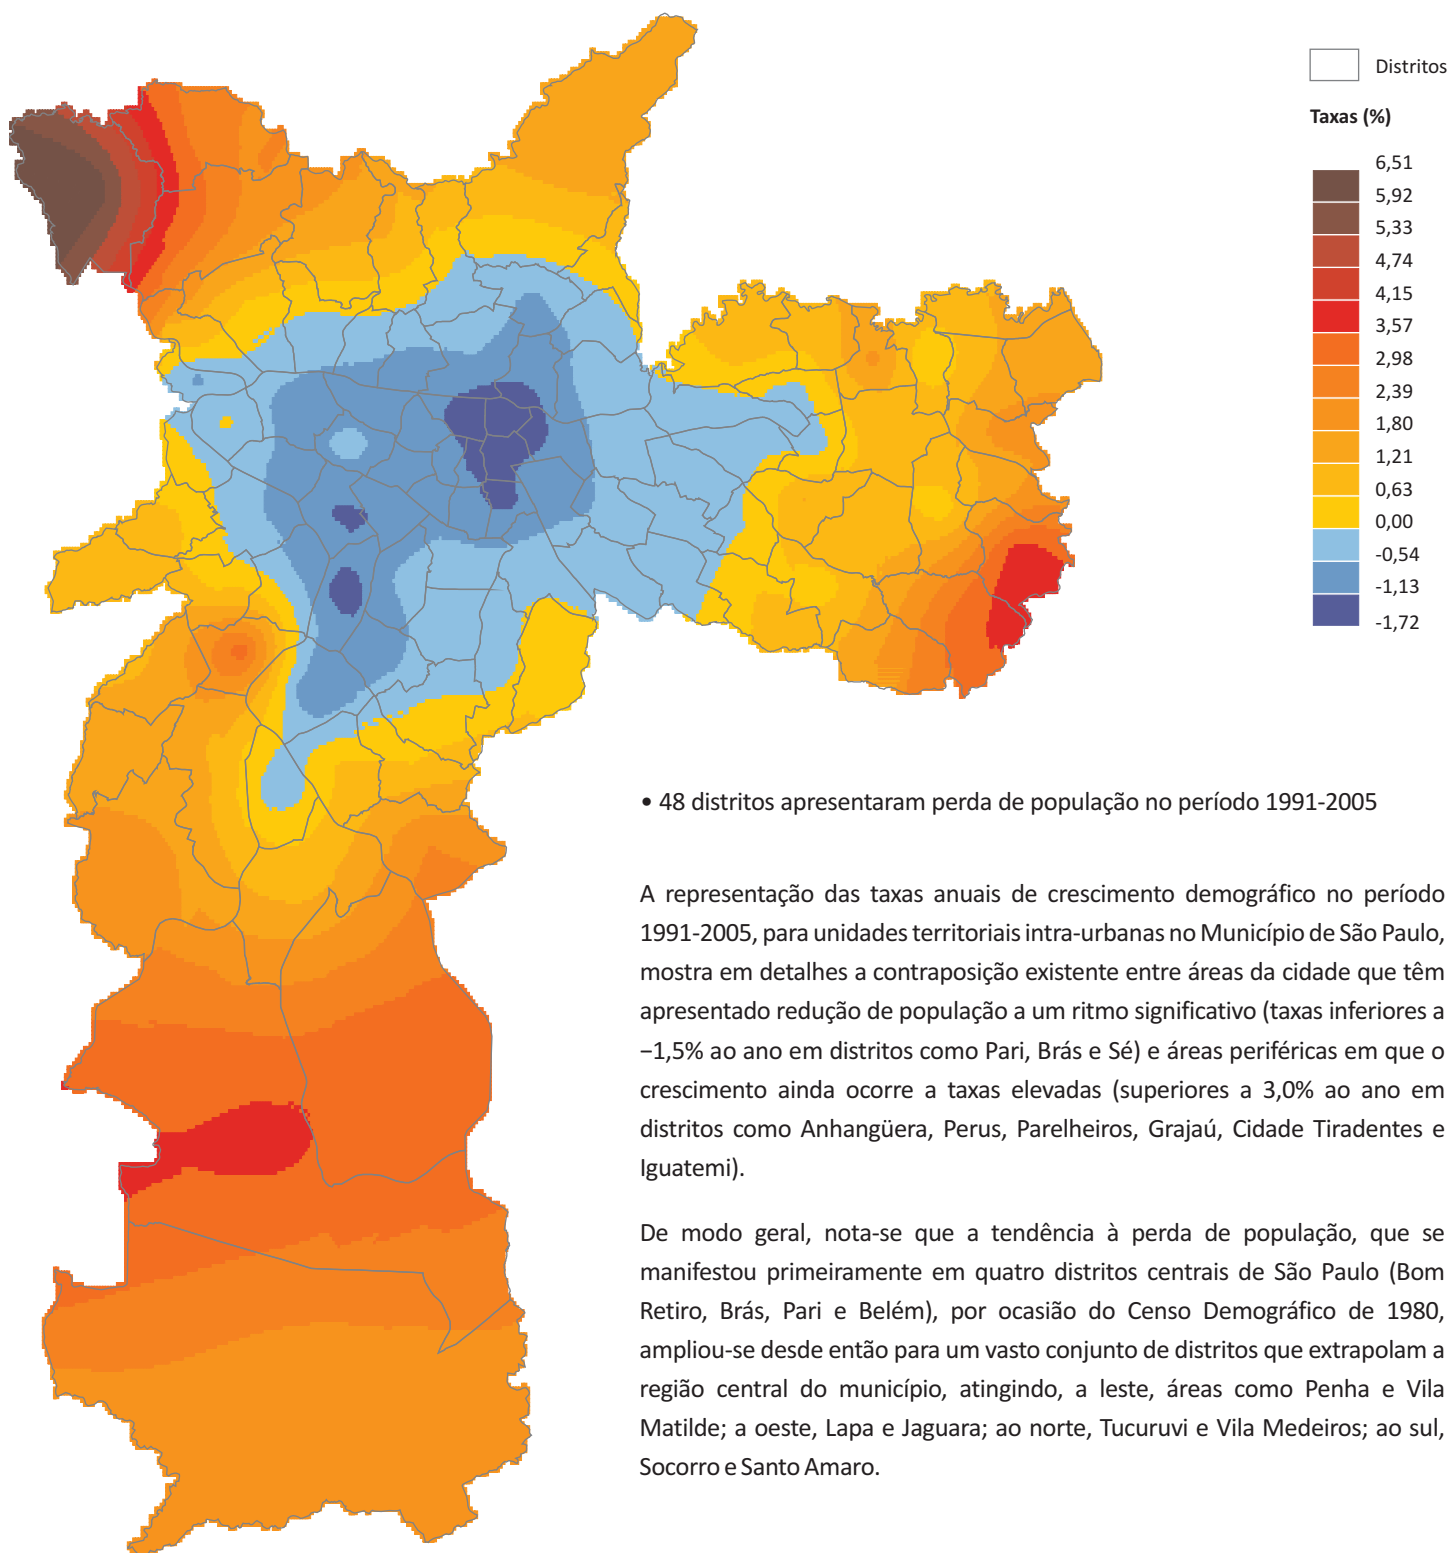 Distritos
Taxas (%)
6,51
5,92
5,33
4,74
4,15
3,57
2,98
2,39
1,80
1,21
0,63
0,00
-0,54
-1,13
-1,72
• 48 distritos apresentaram perda de população no período 1991-2005
A representação das taxas anuais de crescimento demográfico no período
1991-2005, para unidades territoriais intra-urbanas no Município de São Paulo,
mostra em detalhes a contraposição existente entre áreas da cidade que têm
apresentado redução de população a um ritmo significativo (taxas inferiores a
−1,5% ao ano em distritos como Pari, Brás e Sé) e áreas periféricas em que o
crescimento ainda ocorre a taxas elevadas (superiores a 3,0% ao ano em
distritos como Anhangüera, Perus, Parelheiros, Grajaú, Cidade Tiradentes e
Iguatemi).
De modo geral, nota-se que a tendência à perda de população, que se
manifestou primeiramente em quatro distritos centrais de São Paulo (Bom
Retiro, Brás, Pari e Belém), por ocasião do Censo Demográfico de 1980,
ampliou-se desde então para um vasto conjunto de distritos que extrapolam a
região central do município, atingindo, a leste, áreas como Penha e Vila
Matilde; a oeste, Lapa e Jaguara; ao norte, Tucuruvi e Vila Medeiros; ao sul,
Socorro e Santo Amaro.